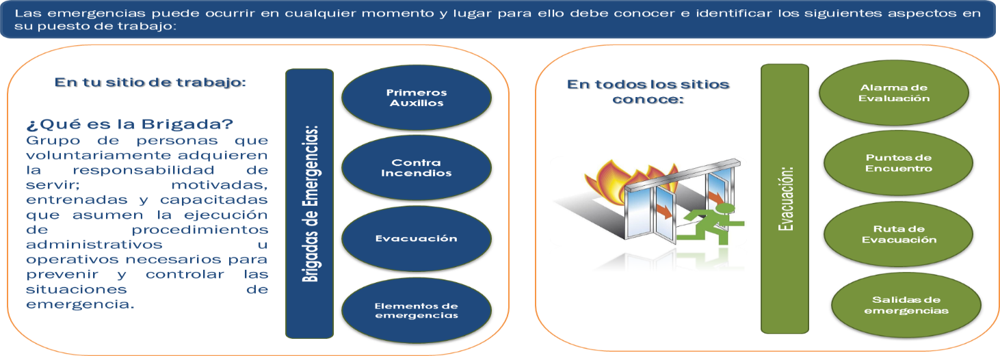 Las emergencias puede ocurrir en cualquier momento y lugar para ello debe conocer e identificar los siguientes aspectos en
su puesto de trabajo:
En tu sitio de trabajo:
¿Qué es la Brigada?
Grupo de personas que
voluntariamente adquieren
la responsabilidad de
servir; motivadas,
entrenadas y capacitadas
que asumen la ejecución
de procedimientos
administrativos u
operativos necesarios para
prevenir y controlar las
situaciones de
emergencia.
Brigadas de Emergencias:
Primeros
Auxilios
Contra
Incendios
Evacuación
Elementos de
emergencias
En todos los sitios
conoce:
Evacuación:
Alarma de
Evaluación
Puntos de
Encuentro
Ruta de
Evacuación
Salidas de
emergencias